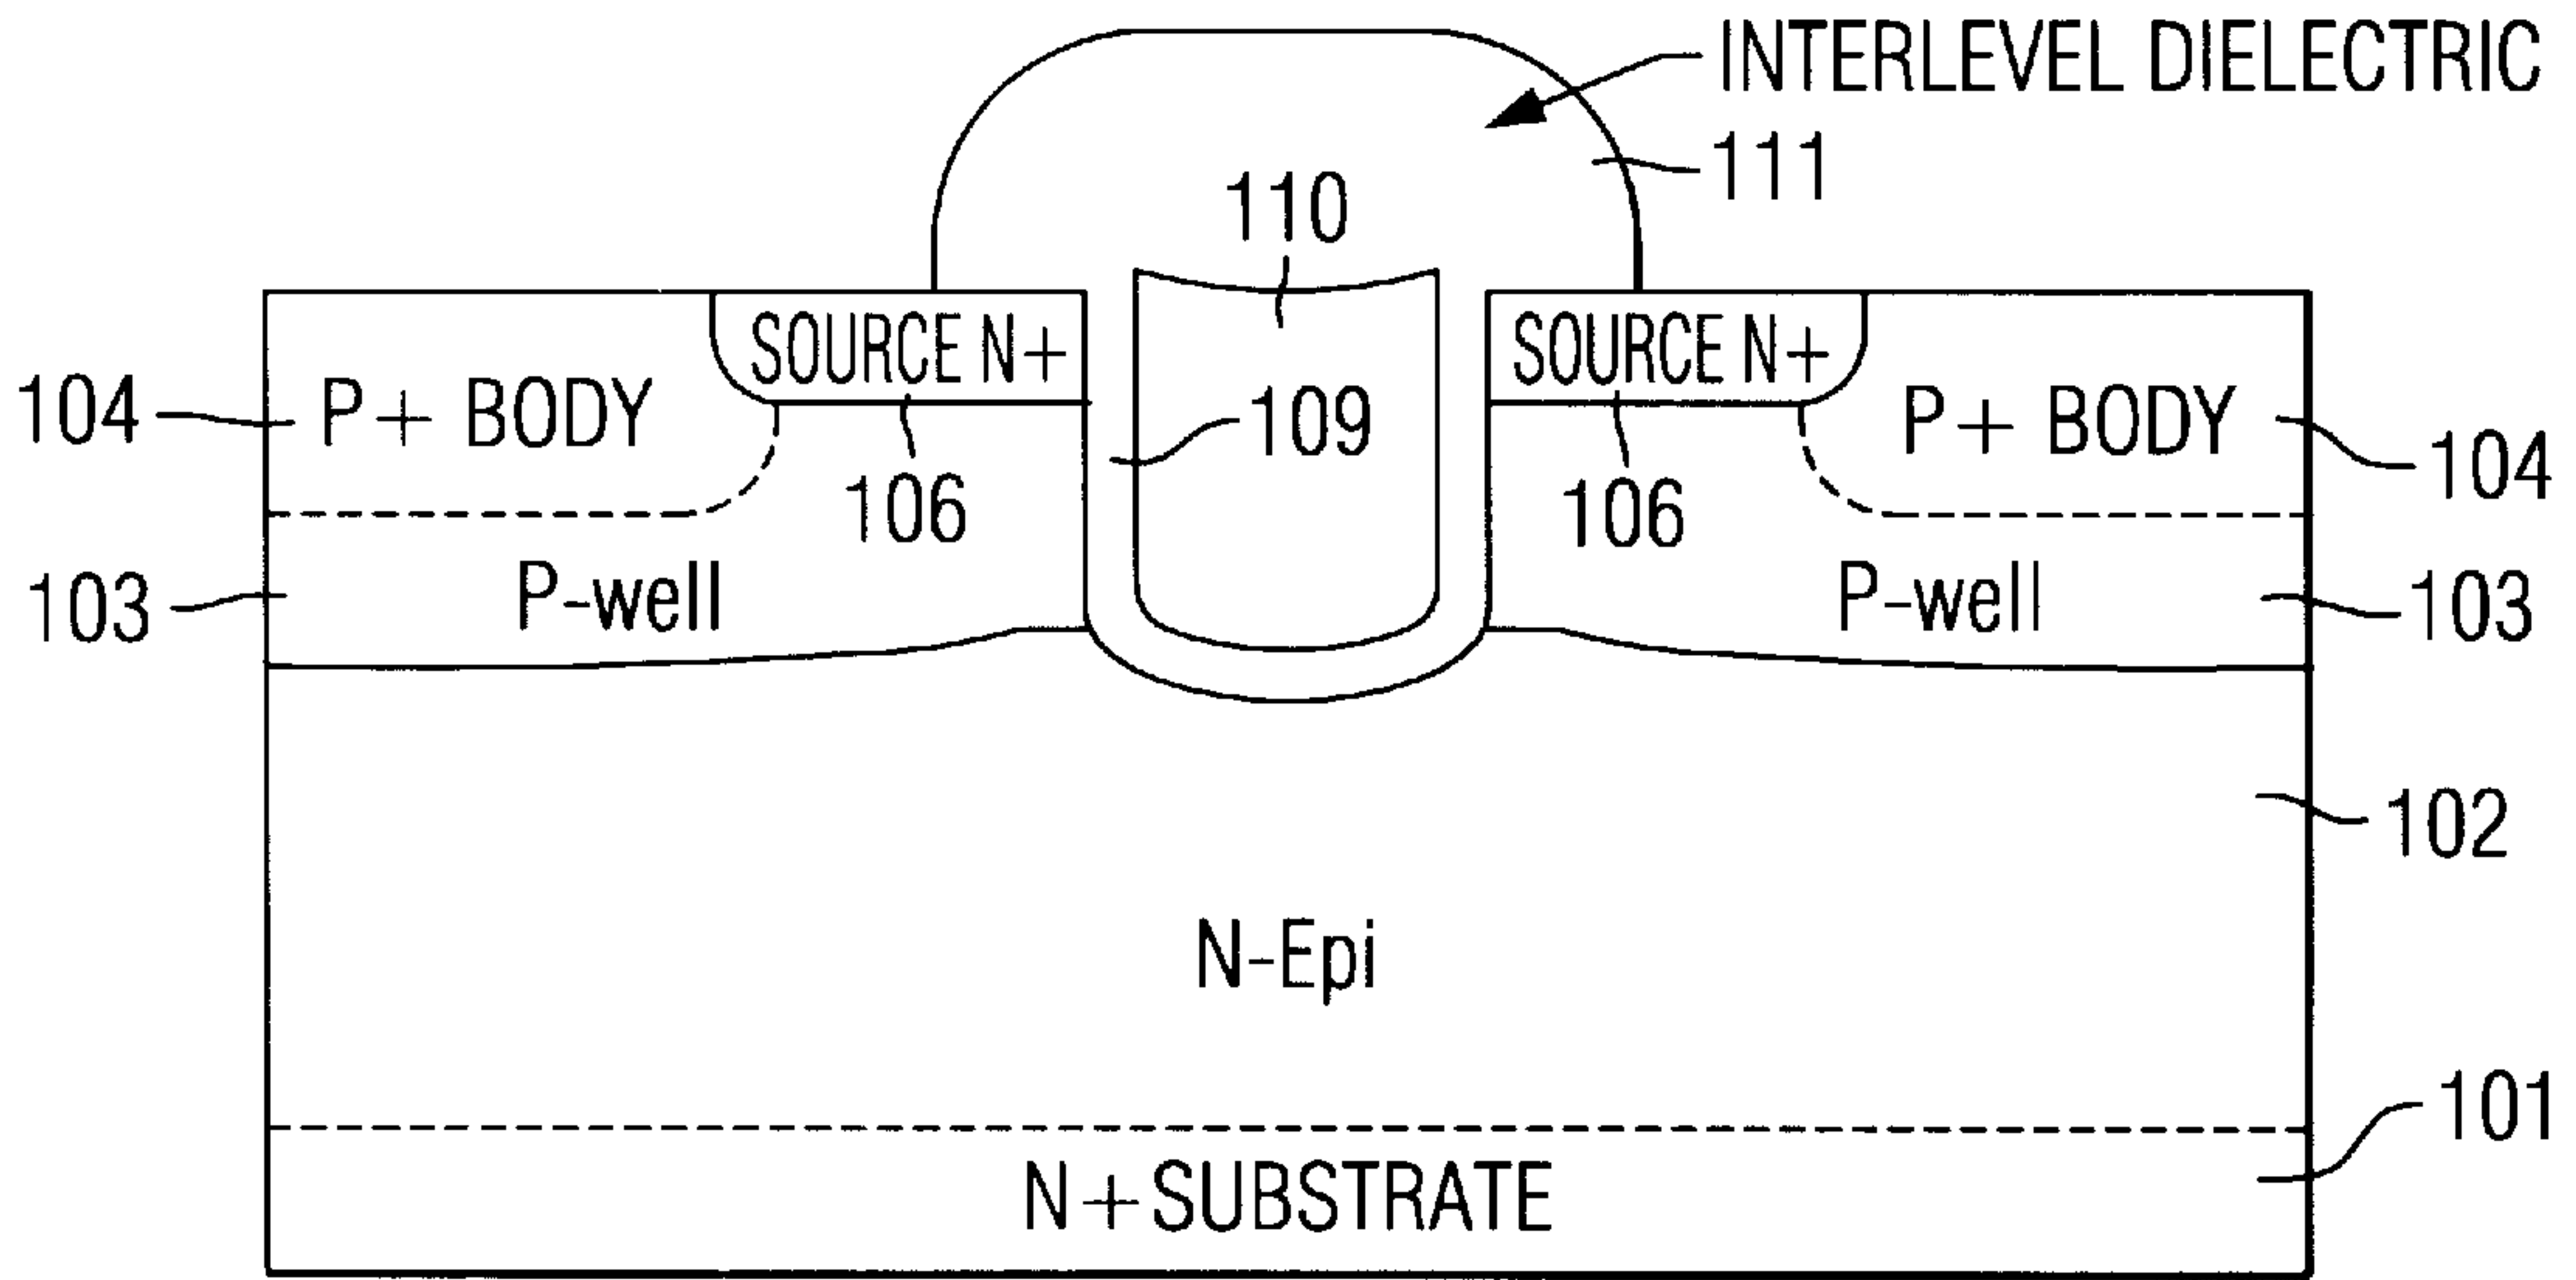 INTERLEVEL DIELECTRIC
111
110
SOURCE N+
SOURCE N+
104
P+ BODY
109
P+ BODY
104
106
106
103
P-well
P-well
103
102
N-Epi
101
N+SUBSTRATE